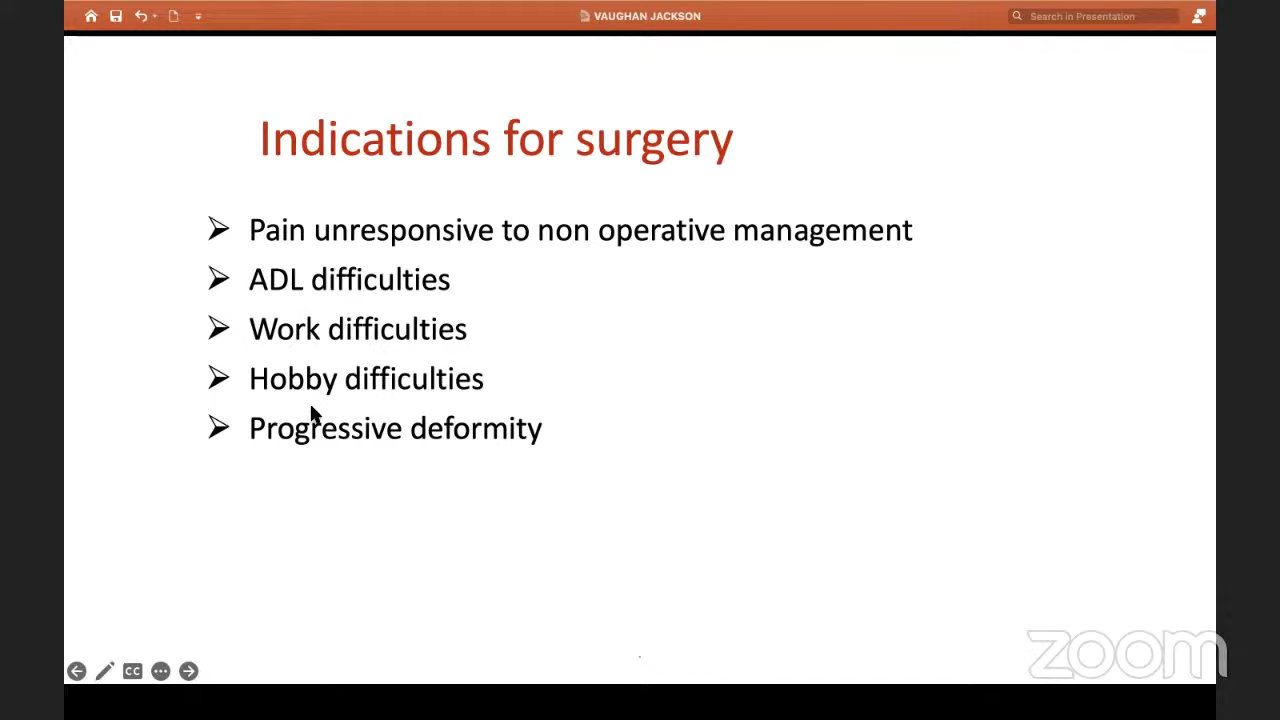 VAUGHAN JACKSON
Search in Presentation
Indications for surgery
Pain unresponsive to non operative management
ADL difficulties
Work difficulties
Hobby difficulties
Progressive deformity
CC
zoom